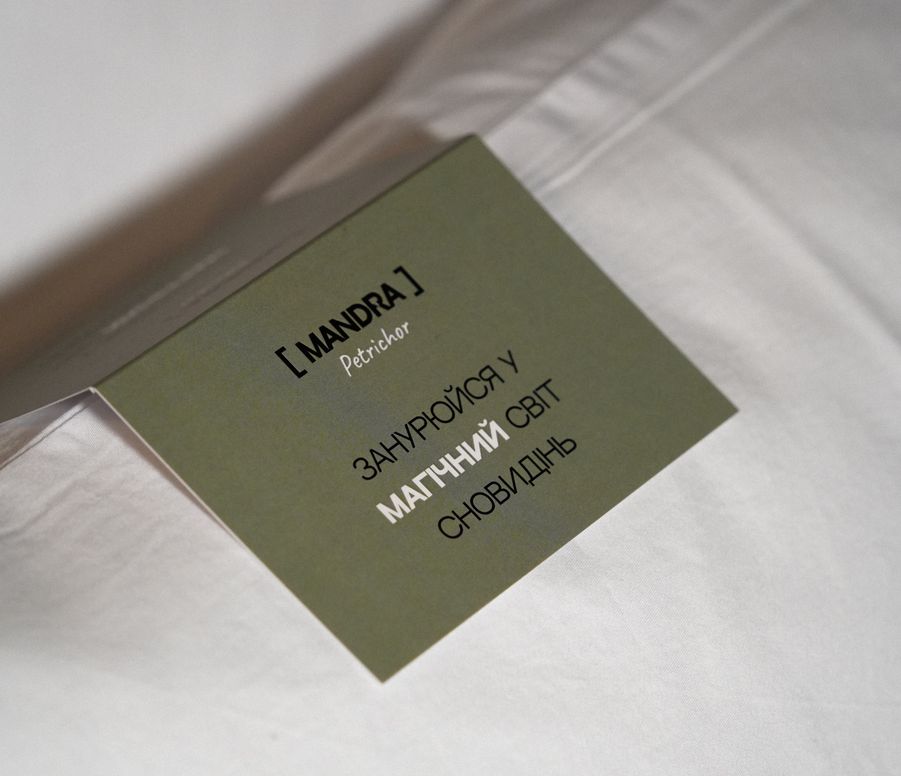 [ MANDRA ]
Petrichor
ЗАНУРЮЙСЯ У
МАГІЧНИЙ СВІТ
СНОВИДІНЬ